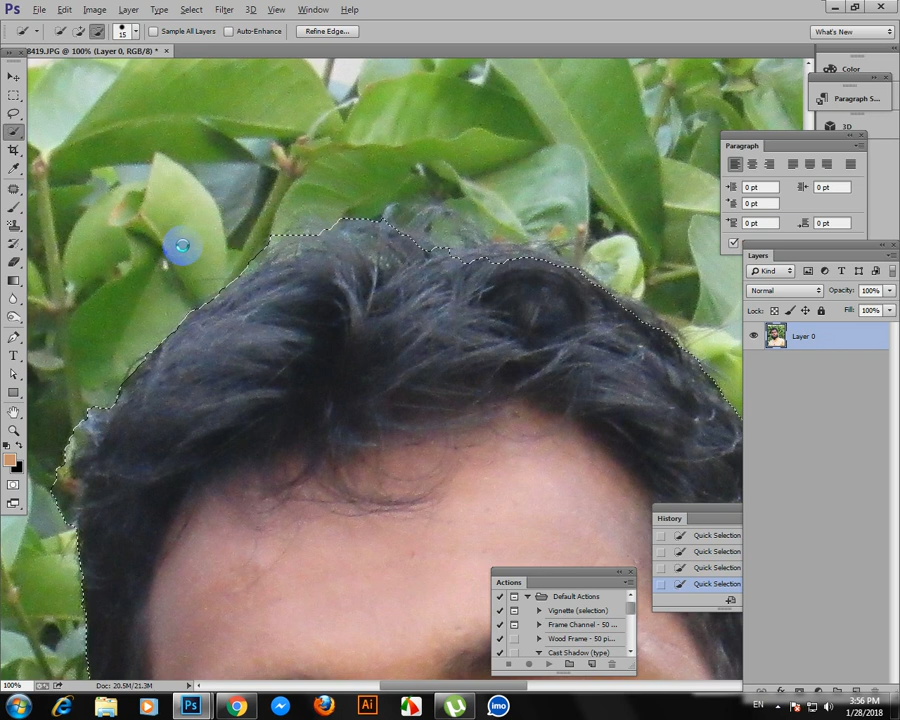 Ps File Edit Image Layer Type Select Filter 3D View Window Help
15 Sample All Layers Auto-Enhance Refine Edge... What's New
8419.JPG @ 100% (Layer 0, RGB/8) * ×
Color
Paragraph S...
3D
Paragraph
0 pt 0 pt
0 pt
0 pt 0 pt
Layers
Kind
Normal Opacity: 100%
Lock: Fill: 100%
Layer 0
History
Quick Selection
Quick Selection
Quick Selection
Quick Selection
Actions
Default Actions
Vignette (selection)
Frame Channel - 50 ...
Wood Frame - 50 pi...
Cast Shadow (type)
100% Doc: 20.5M/21.3M
Ps Ai imo EN 3:56 PM
1/28/2018